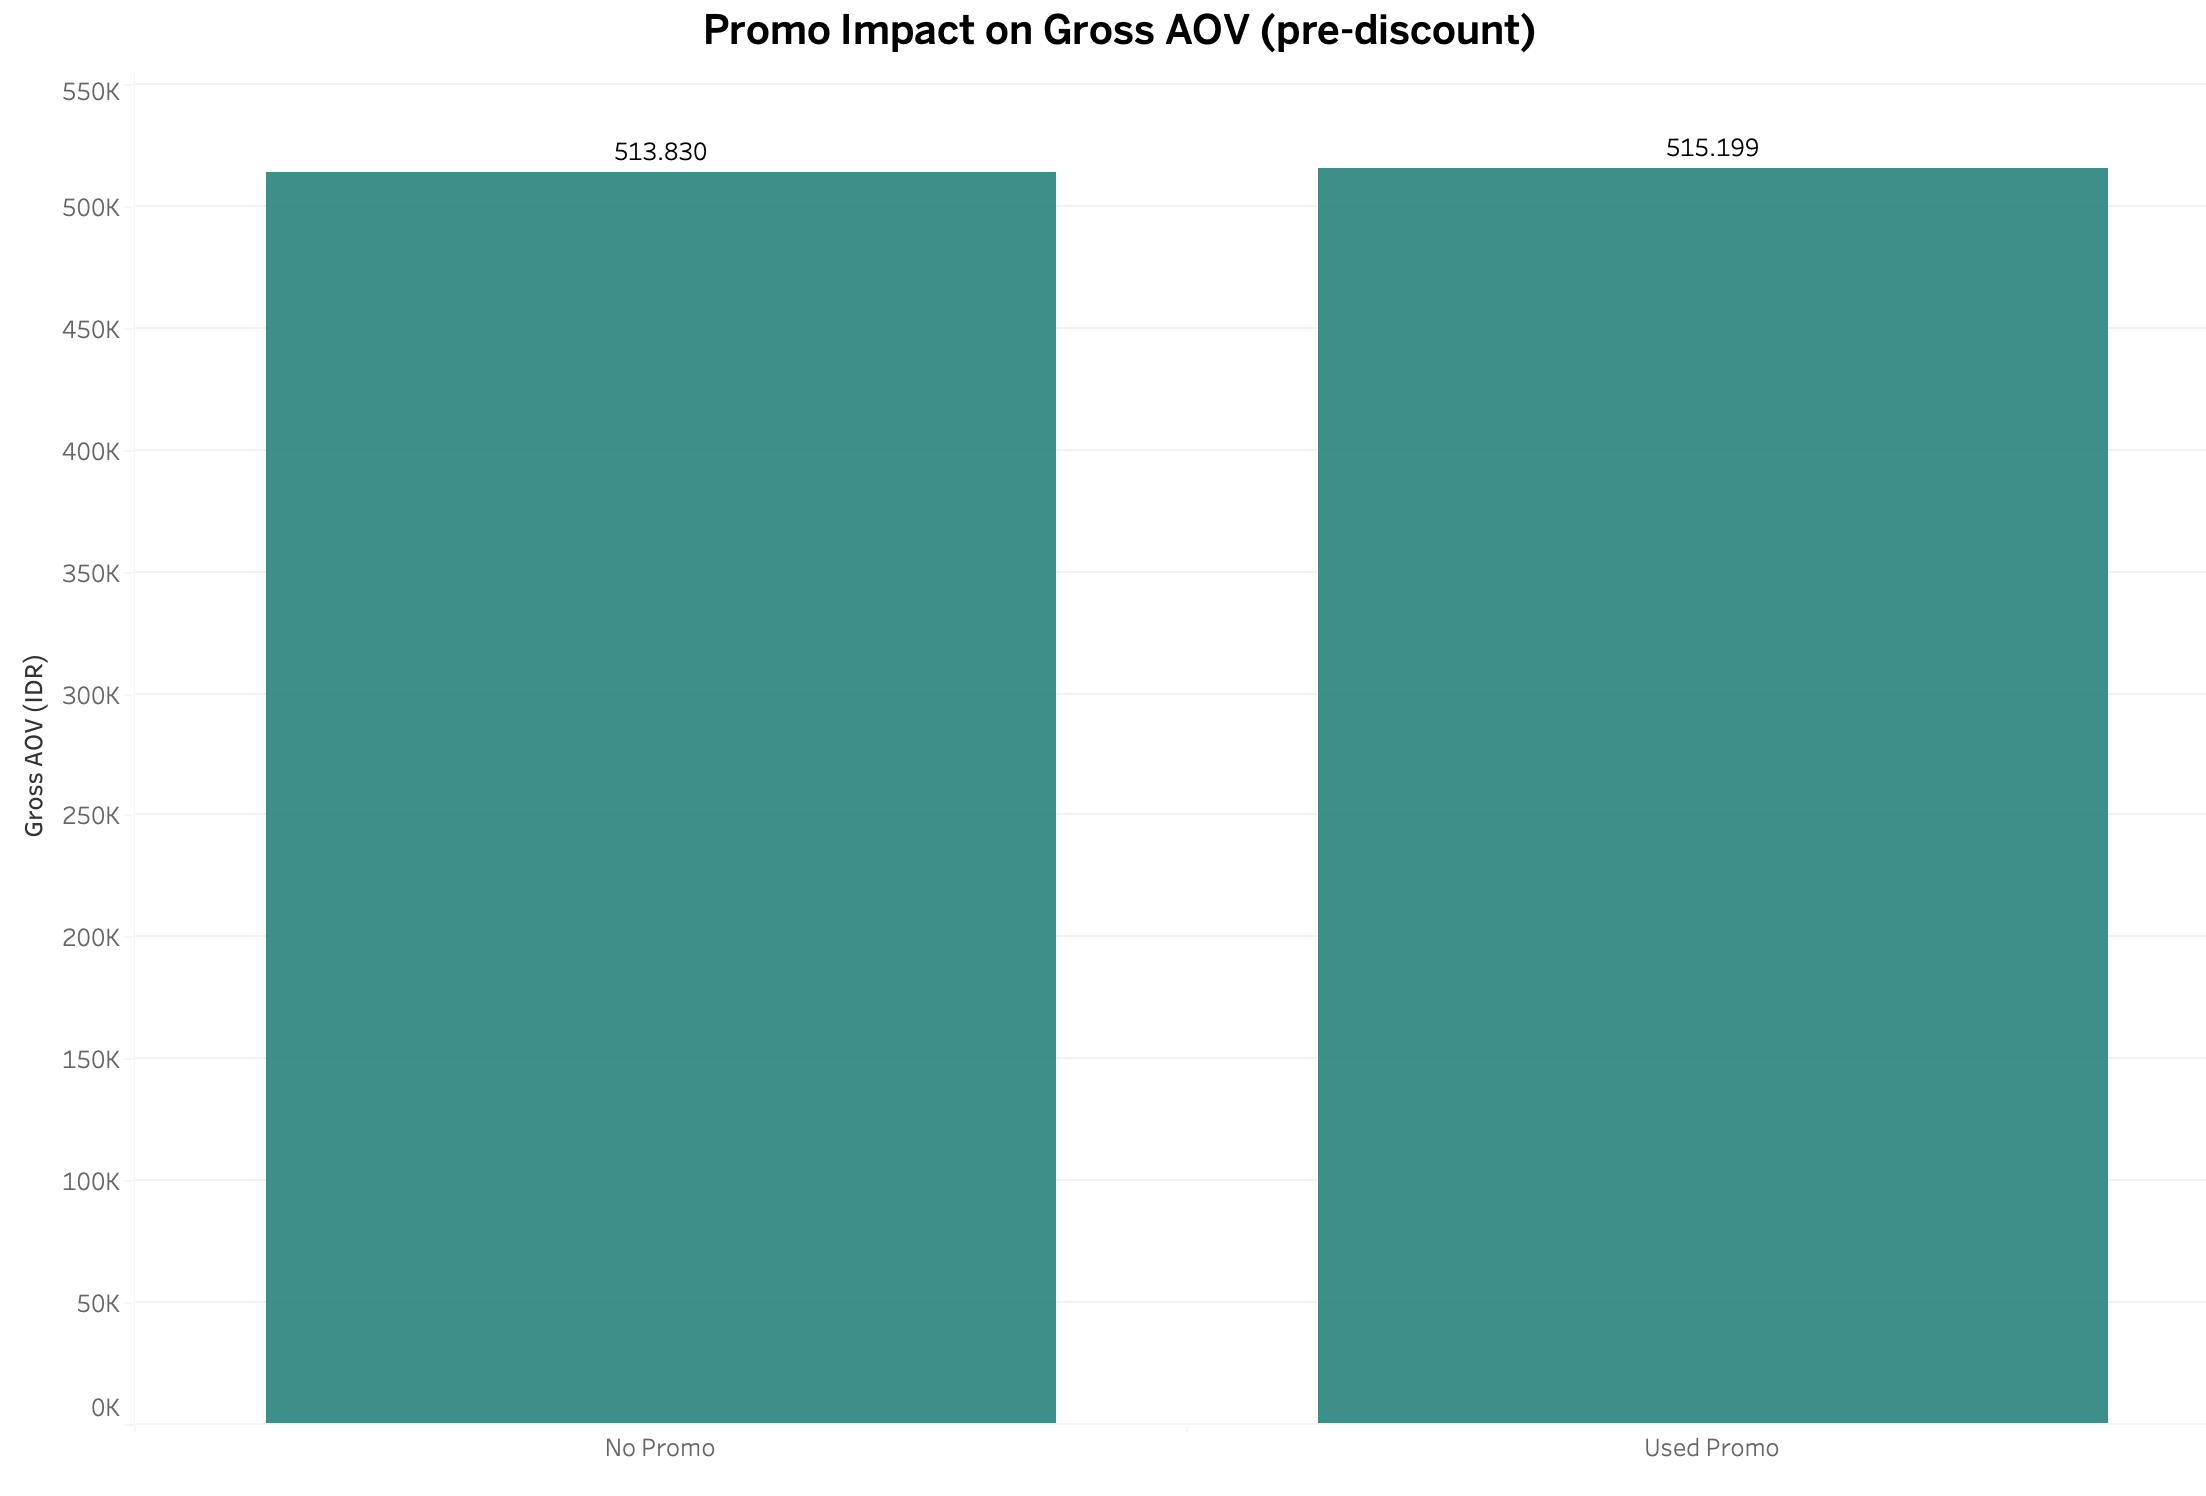 Promo Impact on Gross AOV (pre-discount)
550K
500K
450K
400K
350K
300K
250K
200K
150K
100K
50K
0K
Gross AOV (IDR)
513.830
515.199
No Promo
Used Promo